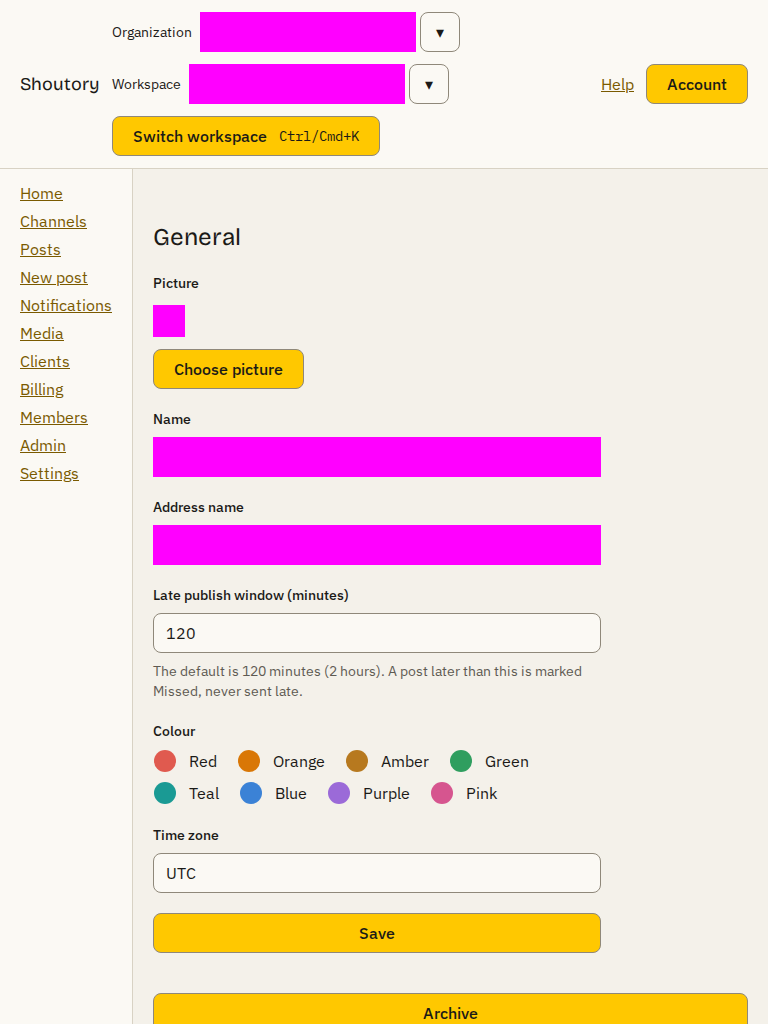 Organization
▼
Shoutory
Workspace
▼
Help
Account
Switch workspace Ctrl/Cmd+K
Home
Channels
Posts
New post
Notifications
Media
Clients
Billing
Members
Admin
Settings
General
Picture
Choose picture
Name
Address name
Late publish window (minutes)
120
The default is 120 minutes (2 hours). A post later than this is marked
Missed, never sent late.
Colour
Red Orange Amber Green
Teal Blue Purple Pink
Time zone
UTC
Save
Archive